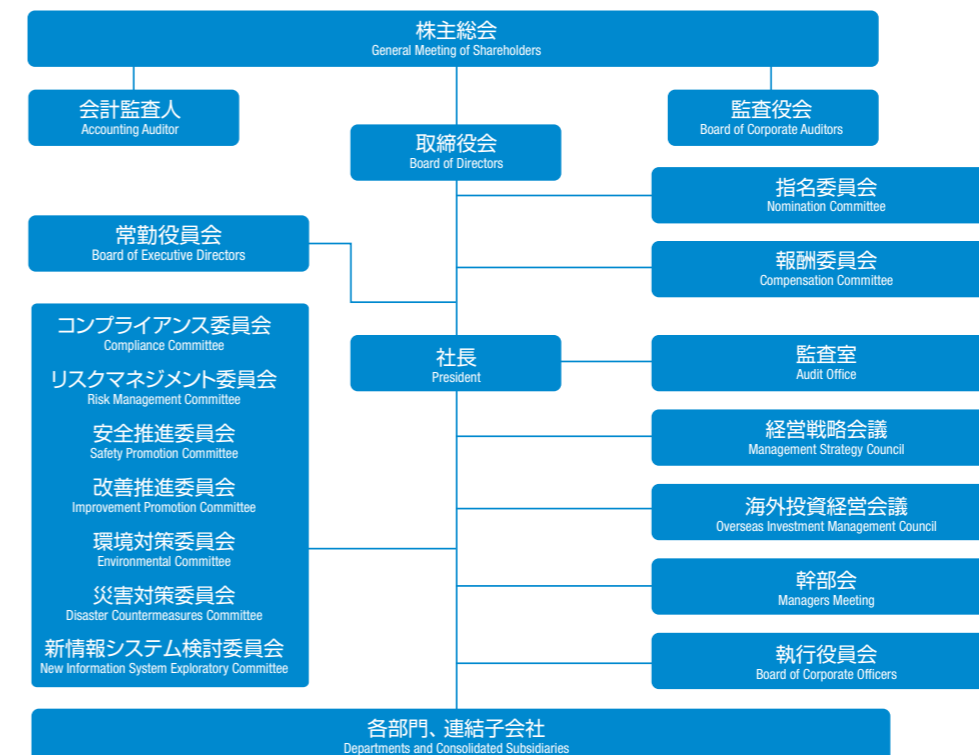 株主総会
General Meeting of Shareholders
会計監査人
Accounting Auditor
監査役会
Board of Corporate Auditors
取締役会
Board of Directors
指名委員会
Nomination Committee
常勤役員会
Board of Executive Directors
報酬委員会
Compensation Committee
コンプライアンス委員会
Compliance Committee
リスクマネジメント委員会
Risk Management Committee
安全推進委員会
Safety Promotion Committee
改善推進委員会
Improvement Promotion Committee
環境対策委員会
Environmental Committee
災害対策委員会
Disaster Countermeasures Committee
新情報システム検討委員会
New Information System Exploratory Committee
社長
President
監査室
Audit Office
経営戦略会議
Management Strategy Council
海外投資経営会議
Overseas Investment Management Council
幹部会
Managers Meeting
執行役員会
Board of Corporate Officers
各部門、連結子会社
Departments and Consolidated Subsidiaries